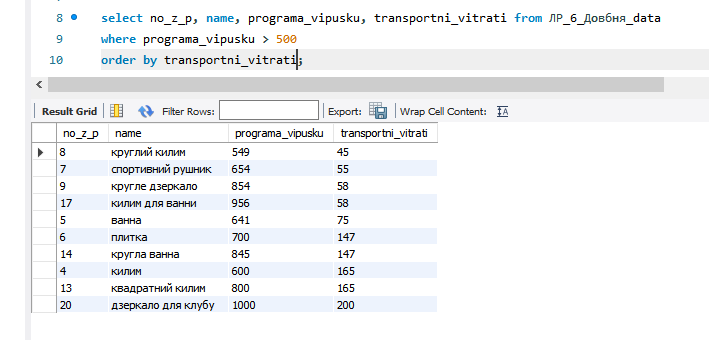 8 select no_z_p, name, programa_vipusku, transportni_vitrati from ЛР_6_Довбня_data
9 where programa_vipusku > 500
10 order by transportni_vitrati;
Result Grid Filter Rows: Export: Wrap Cell Content: IA
no_z_p name programa_vipusku transportni_vitrati
8 круглий килим 549 45
7 спортивний рушник 654 55
9 кругле дзеркало 854 58
17 килим для ванни 956 58
5 ванна 641 75
6 плитка 700 147
14 кругла ванна 845 147
4 килим 600 165
13 квадратний килим 800 165
20 дзеркало для клубу 1000 200